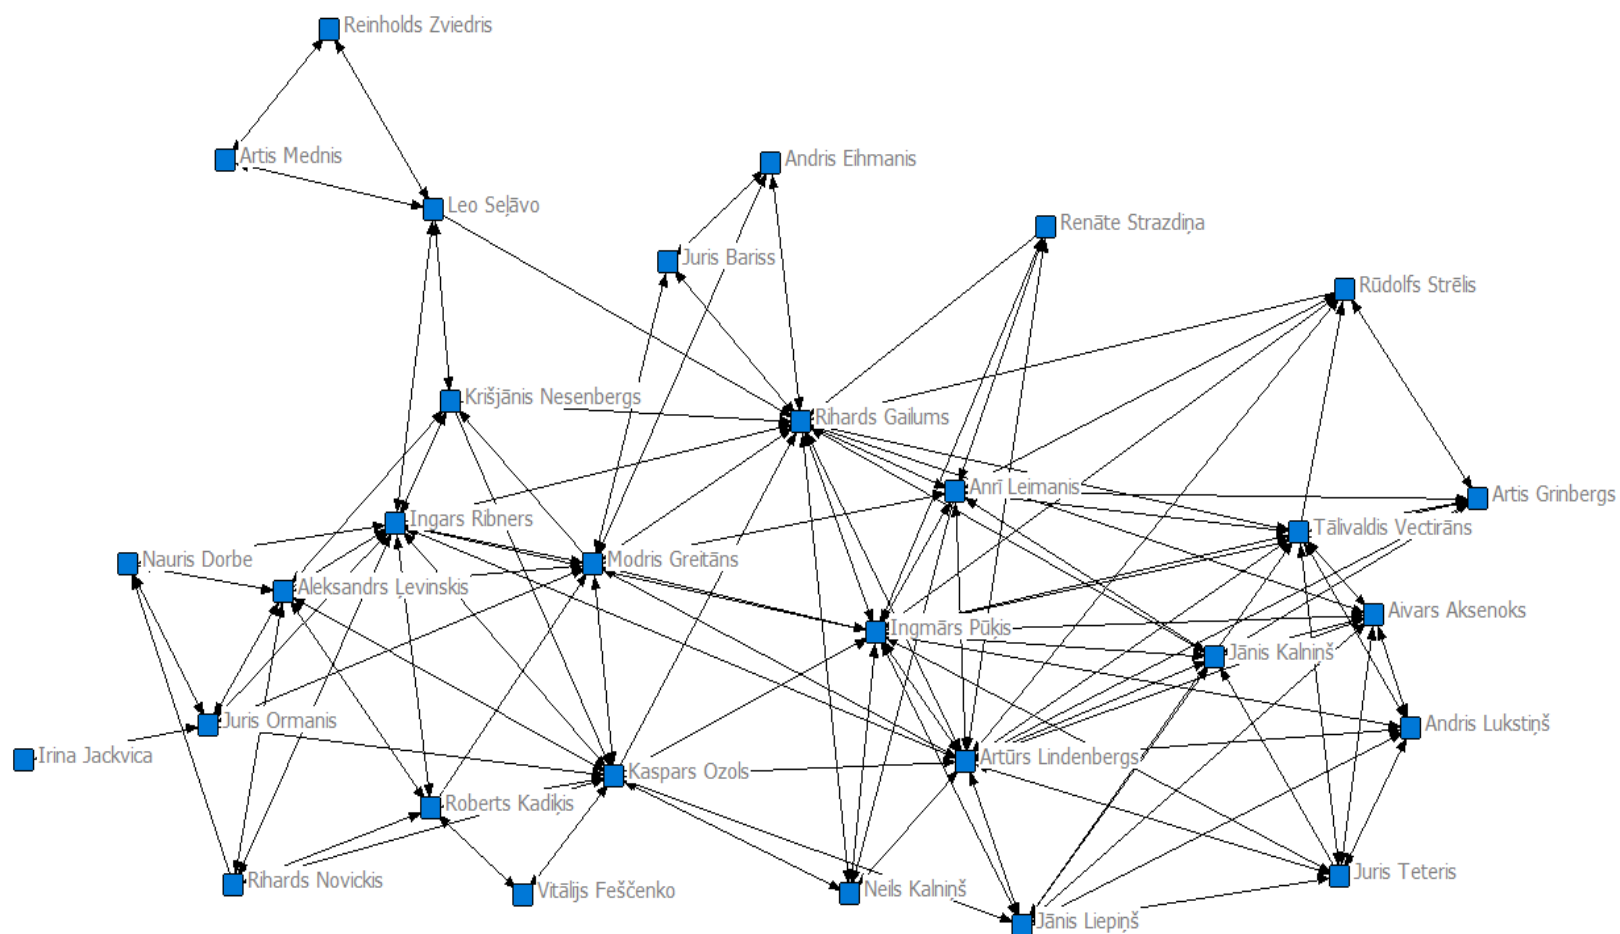 Reinholds Zviedris
Artis Mednis
Andris Eihmanis
Leo Seļāvo
Renāte Strazdiņa
Juris Bariss
Rūdolfs Strēlis
Krišjānis Nesenbergs
Rihards Gailums
Anrī Leimanis
Artis Grinbergs
Ingars Ribners
Tālivaldis Vectirāns
Nauris Dorbe
Modris Greitāns
Aleksandrs Ļevinskis
Aivars Aksenoks
Ingmārs Pūķis
Jānis Kalniņš
Juris Ormanis
Andris Lukstiņš
Irina Jackvica
Artūrs Lindenbergs
Kaspars Ozols
Roberts Kadiķis
Juris Teteris
Rihards Novickis
Vitālijs Feščenko
Neils Kalniņš
Jānis Liepiņš